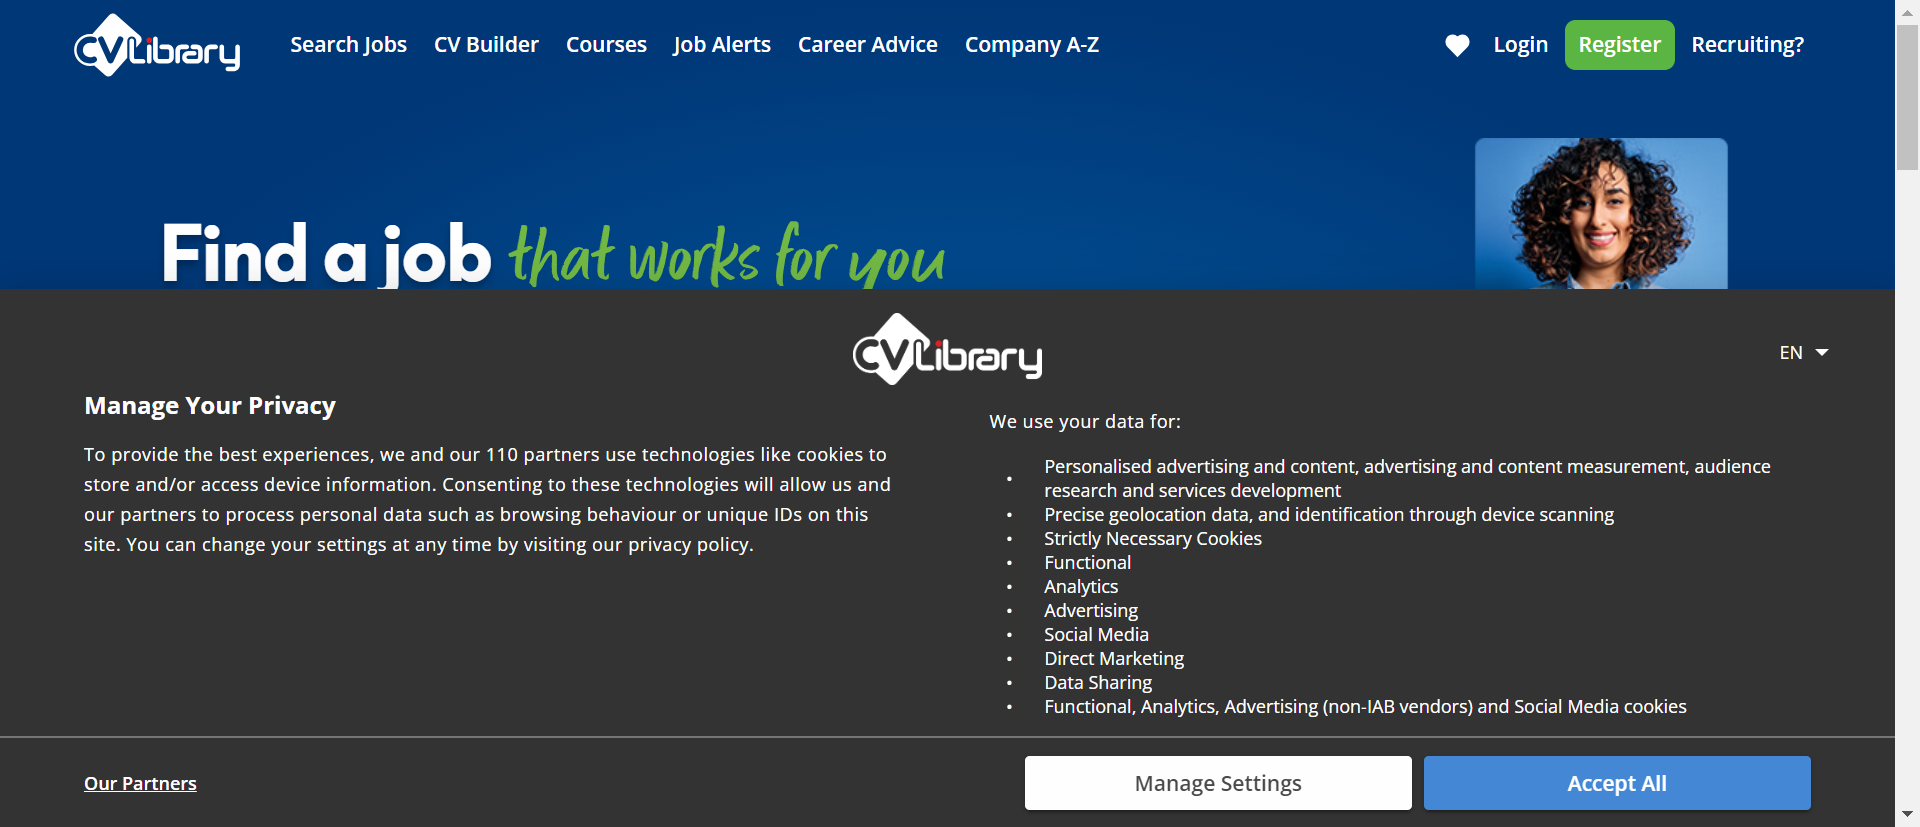 CV Library
Search Jobs
CV Builder
Courses
Job Alerts
Career Advice
Company A-Z
Login
Register
Recruiting?
Find a job that works for you
CV Library
EN
Manage Your Privacy
To provide the best experiences, we and our 110 partners use technologies like cookies to
store and/or access device information. Consenting to these technologies will allow us and
our partners to process personal data such as browsing behaviour or unique IDs on this
site. You can change your settings at any time by visiting our privacy policy.
We use your data for:
• Personalised advertising and content, advertising and content measurement, audience
research and services development
• Precise geolocation data, and identification through device scanning
• Strictly Necessary Cookies
• Functional
• Analytics
• Advertising
• Social Media
• Direct Marketing
• Data Sharing
• Functional, Analytics, Advertising (non-IAB vendors) and Social Media cookies
Our Partners
Manage Settings
Accept All